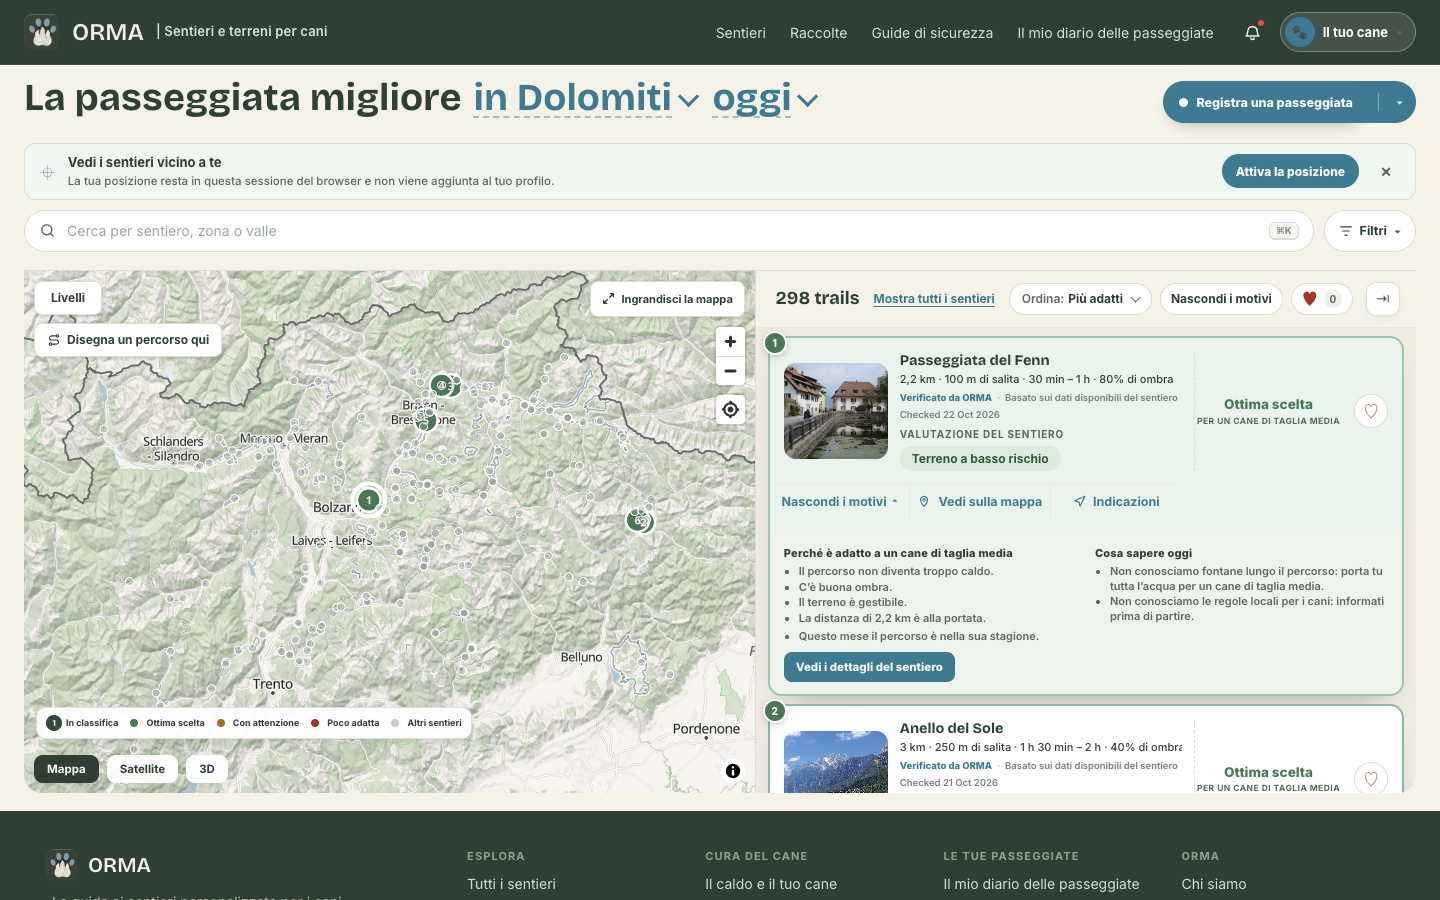 ORMA | Sentieri e terreni per cani
Sentieri Raccolte Guide di sicurezza Il mio diario delle passeggiate Il tuo cane
La passeggiata migliore in Dolomiti oggi
Registra una passeggiata
Vedi i sentieri vicino a te
La tua posizione resta in questa sessione del browser e non viene aggiunta al tuo profilo.
Attiva la posizione
Cerca per sentiero, zona o valle
⌘K
Filtri
Livelli
Ingrandisci la mappa
Disegna un percorso qui
Schlanders
- Silandro
Meran
1
Laives - Leifers
Belluno
Trento
Pordenone
1 In classifica Ottima scelta Con attenzione Poco adatta Altri sentieri
Mappa Satellite 3D
298 trails Mostra tutti i sentieri Ordina: Più adatti Nascondi i motivi 0
1
Passeggiata del Fenn
2,2 km · 100 m di salita · 30 min – 1 h · 80% di ombra
Verificato da ORMA · Basato sui dati disponibili del sentiero
Checked 22 Oct 2026
VALUTAZIONE DEL SENTIERO
Terreno a basso rischio
Ottima scelta
PER UN CANE DI TAGLIA MEDIA
Nascondi i motivi Vedi sulla mappa Indicazioni
Perché è adatto a un cane di taglia media
Il percorso non diventa troppo caldo.
C'è buona ombra.
Il terreno è gestibile.
La distanza di 2,2 km è alla portata.
Questo mese il percorso è nella sua stagione.
Cosa sapere oggi
Non conosciamo fontane lungo il percorso: porta tu
tutta l'acqua per un cane di taglia media.
Non conosciamo le regole locali per i cani: informati
prima di partire.
Vedi i dettagli del sentiero
2
Anello del Sole
3 km · 250 m di salita · 1 h 30 min – 2 h · 40% di ombra
Verificato da ORMA · Basato sui dati disponibili del sentiero
Checked 21 Oct 2026
Ottima scelta
PER UN CANE DI TAGLIA MEDIA
ORMA
ESPLORA
Tutti i sentieri
CURA DEL CANE
Il caldo e il tuo cane
LE TUE PASSEGGIATE
Il mio diario delle passeggiate
ORMA
Chi siamo